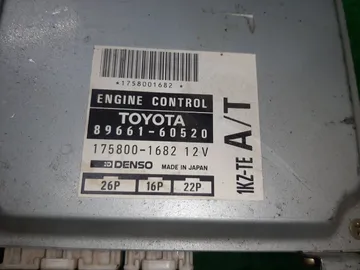 *1758001682*
ENGINE CONTROL
TOYOTA
89661-60520
175800-1682 12V
DENSO MADE IN JAPAN
26P 16P 22P
1KZ-TE A/T